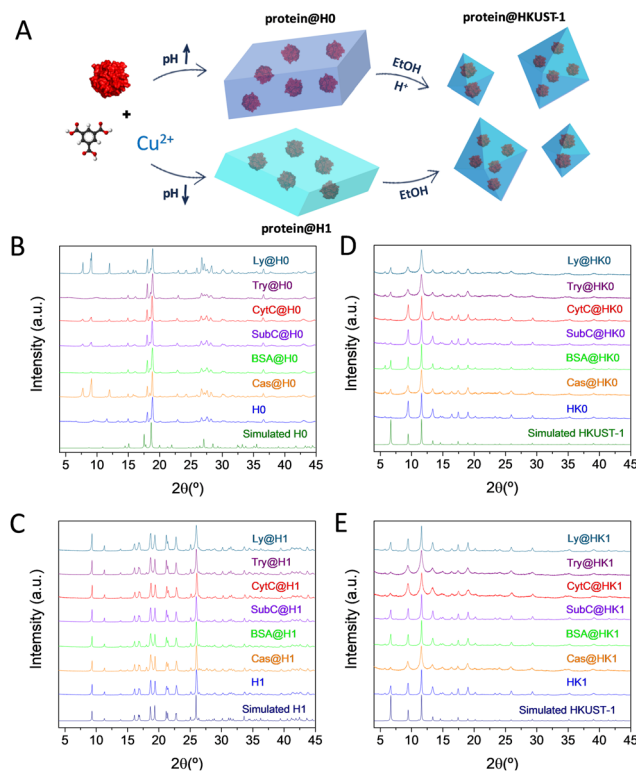 A
protein@H0
protein@HKUST-1
pH
EtOH
H⁺
+
Cu²⁺
pH
EtOH
protein@H1
B
Intensity (a.u.)
Ly@H0
Try@H0
CytC@H0
SubC@H0
BSA@H0
Cas@H0
H0
Simulated H0
5 10 15 20 25 30 35 40 45
2θ(º)
D
Intensity (a.u.)
Ly@HK0
Try@HK0
CytC@HK0
SubC@HK0
BSA@HK0
Cas@HK0
HK0
Simulated HKUST-1
5 10 15 20 25 30 35 40 45
2θ(º)
C
Intemsity (a.u.)
Ly@H1
Try@H1
CytC@H1
SubC@H1
BSA@H1
Cas@H1
H1
Simulated H1
5 10 15 20 25 30 35 40 45
2θ(º)
E
Intemsity (a.u.)
Ly@HK1
Try@HK1
CytC@HK1
SubC@HK1
BSA@HK1
Cas@HK1
HK1
Simulated HKUST-1
5 10 15 20 25 30 35 40 45
2θ(º)